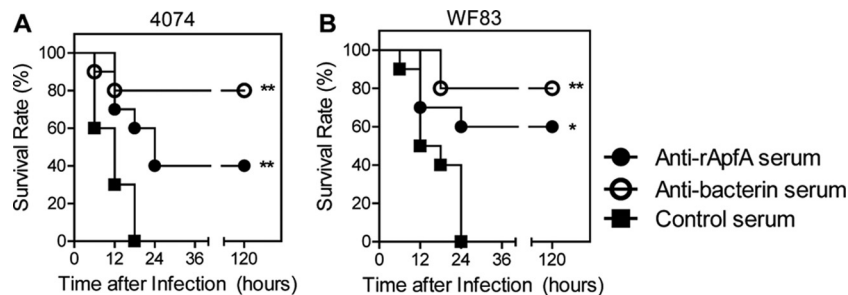 A
4074
Survival Rate (%)
100
80
60
40
20
0
**
**
0 12 24 36 120
Time after Infection (hours)
B
WF83
Survival Rate (%)
100
80
60
40
20
0
**
*
0 12 24 36 120
Time after Infection (hours)
Anti-rApfA serum
Anti-bacterin serum
Control serum